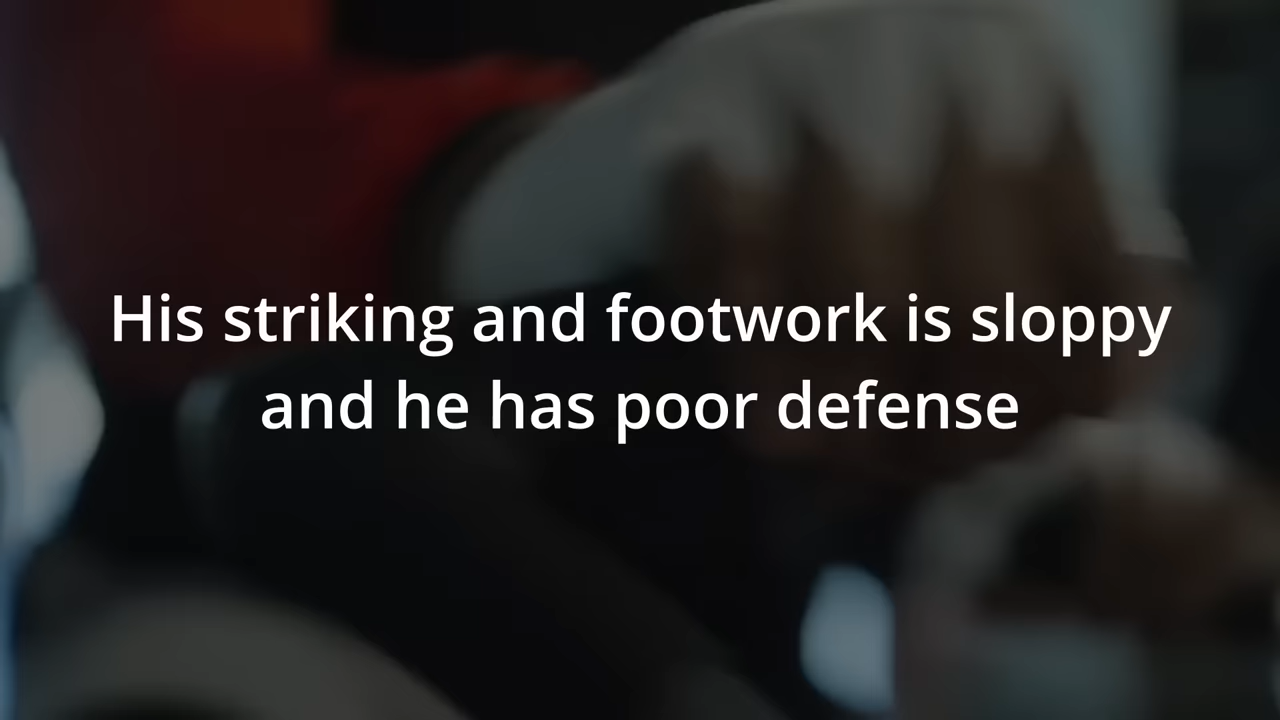 His striking and footwork is sloppy
and he has poor defense